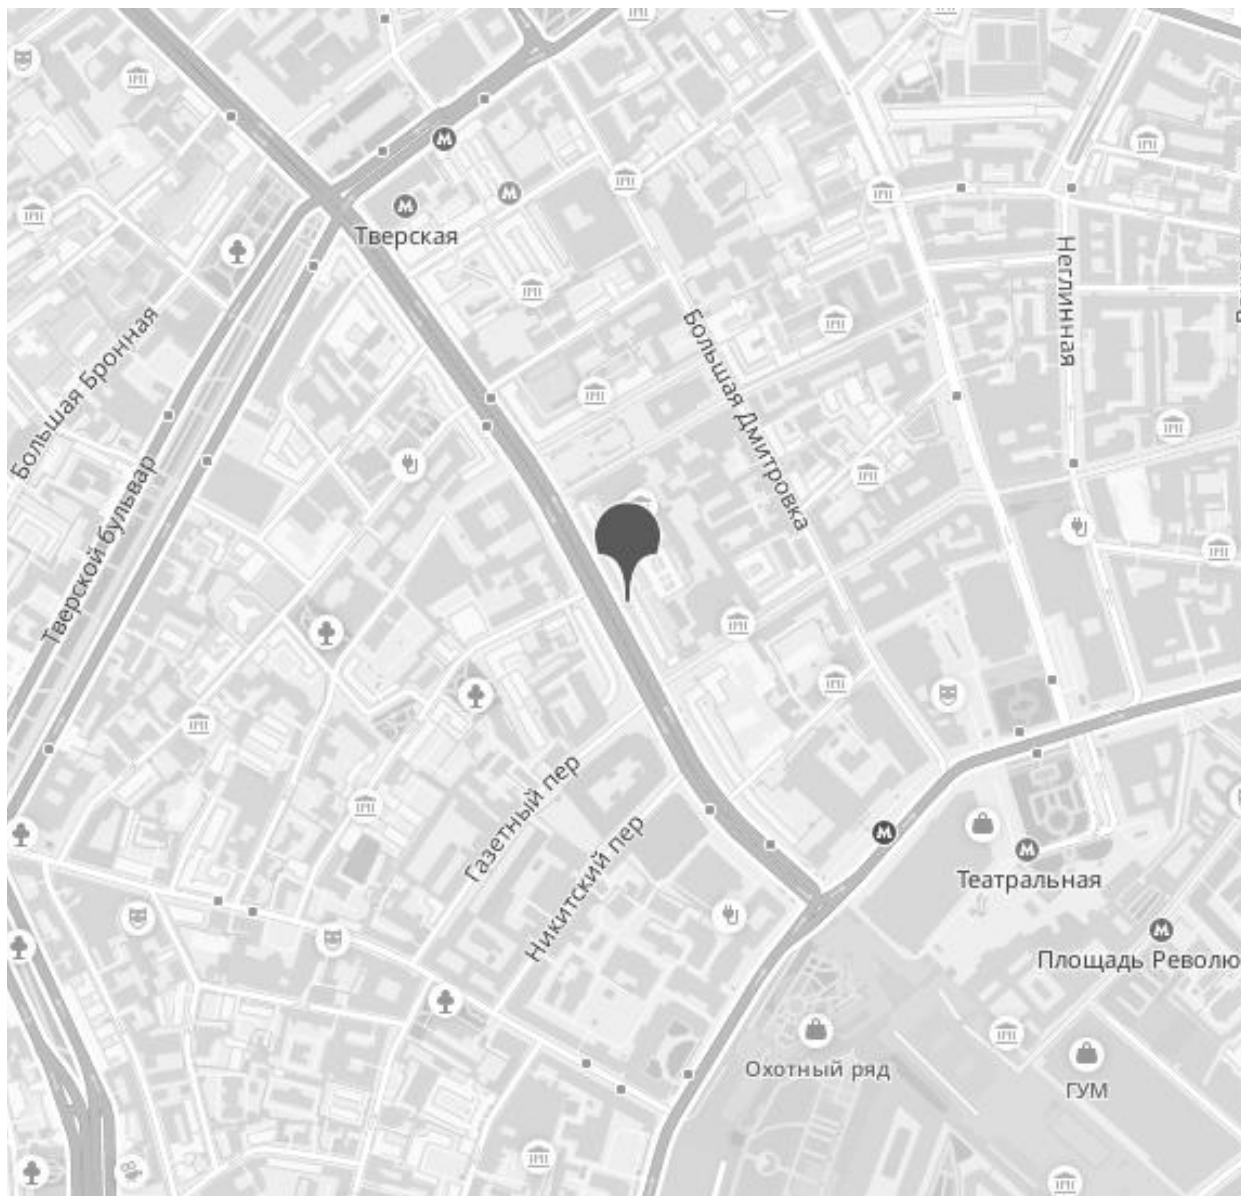 Тверская
Неглинная
Большая Бронная
Большая Дмитровка
Тверской бульвар
Газетный пер
Никитский пер
Театральная
Площадь Револю
Охотный ряд
ГУМ